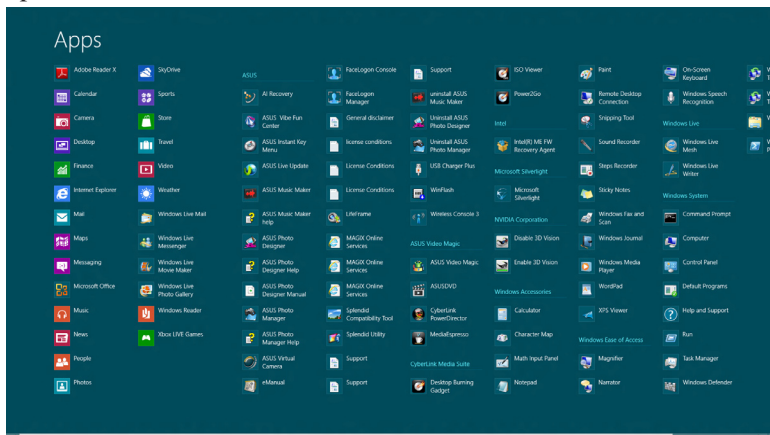 Apps
Adobe Reader X
Calendar
Camera
Desktop
Finance
Internet Explorer
Mail
Maps
Messaging
Microsoft Office
Music
News
People
Photos
SkyDrive
Sports
Store
Travel
Video
Weather
Windows Live Mail
Windows Live
Messenger
Windows Live
Movie Maker
Windows Live
Photo Gallery
Windows Reader
Xbox LIVE Games
ASUS
AI Recovery
ASUS Vibe Fun
Center
ASUS Instant Key
Menu
ASUS Live Update
ASUS Music Maker
ASUS Music Maker
help
ASUS Photo
Designer
ASUS Photo
Designer Help
ASUS Photo
Designer Manual
ASUS Photo
Manager
ASUS Photo
Manager Help
ASUS Virtual
Camera
eManual
FaceLogon Console
FaceLogon
Manager
General disclaimer
license conditions
License Conditions
License Conditions
LifeFrame
MAGIX Online
Services
MAGIX Online
Services
MAGIX Online
Services
Splendid
Compatibility Tool
Splendid Utility
Support
Support
Support
uninstall ASUS
Music Maker
Uninstall ASUS
Photo Designer
Uninstall ASUS
Photo Manager
USB Charger Plus
WinFlash
Wireless Console 3
ASUS Video Magic
ASUS Video Magic
ASUSDVD
CyberLink
PowerDirector
MediaEspresso
CyberLink Media Suite
Desktop Burning
Gadget
ISO Viewer
Power2Go
Intel
Intel(R) ME FW
Recovery Agent
Microsoft Silverlight
Microsoft
Silverlight
NVIDIA Corporation
Disable 3D Vision
Enable 3D Vision
Windows Accessories
Calculator
Character Map
Math Input Panel
Notepad
Paint
Remote Desktop
Connection
Snipping Tool
Sound Recorder
Steps Recorder
Sticky Notes
Windows Fax and
Scan
Windows Journal
Windows Media
Player
WordPad
XPS Viewer
Windows Ease of Access
Magnifier
Narrator
On-Screen
Keyboard
Windows Speech
Recognition
Windows Live
Windows Live
Mesh
Windows Live
Writer
Windows System
Command Prompt
Computer
Control Panel
Default Programs
Help and Support
Run
Task Manager
Windows Defender